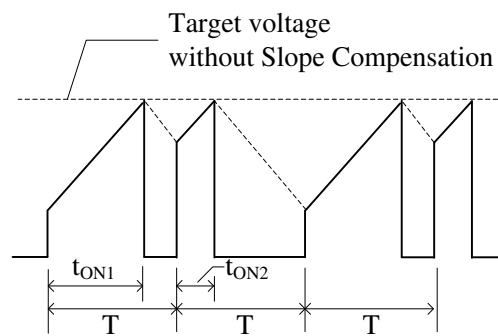 Target voltage
without Slope Compensation
tON1
tON2
T
T
T